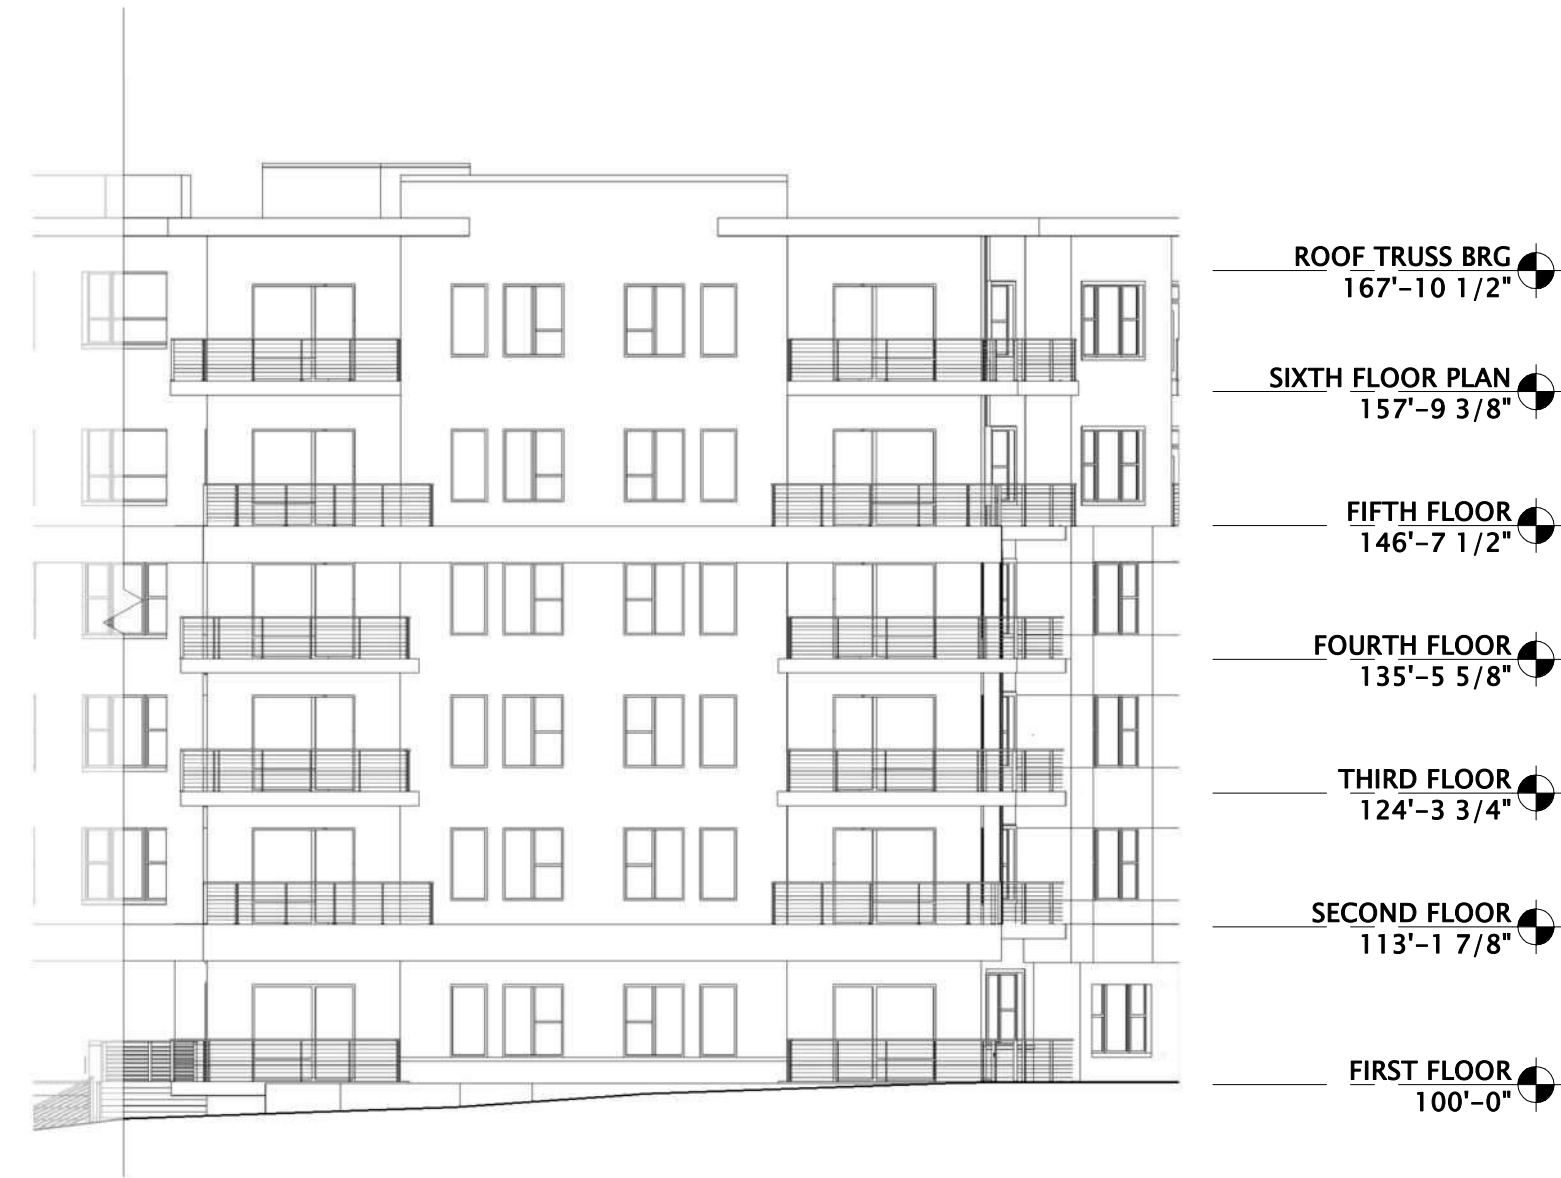 ROOF TRUSS BRG
167'-10 1/2"
SIXTH FLOOR PLAN
157'-9 3/8"
FIFTH FLOOR
146'-7 1/2"
FOURTH FLOOR
135'-5 5/8"
THIRD FLOOR
124'-3 3/4"
SECOND FLOOR
113'-1 7/8"
FIRST FLOOR
100'-0"